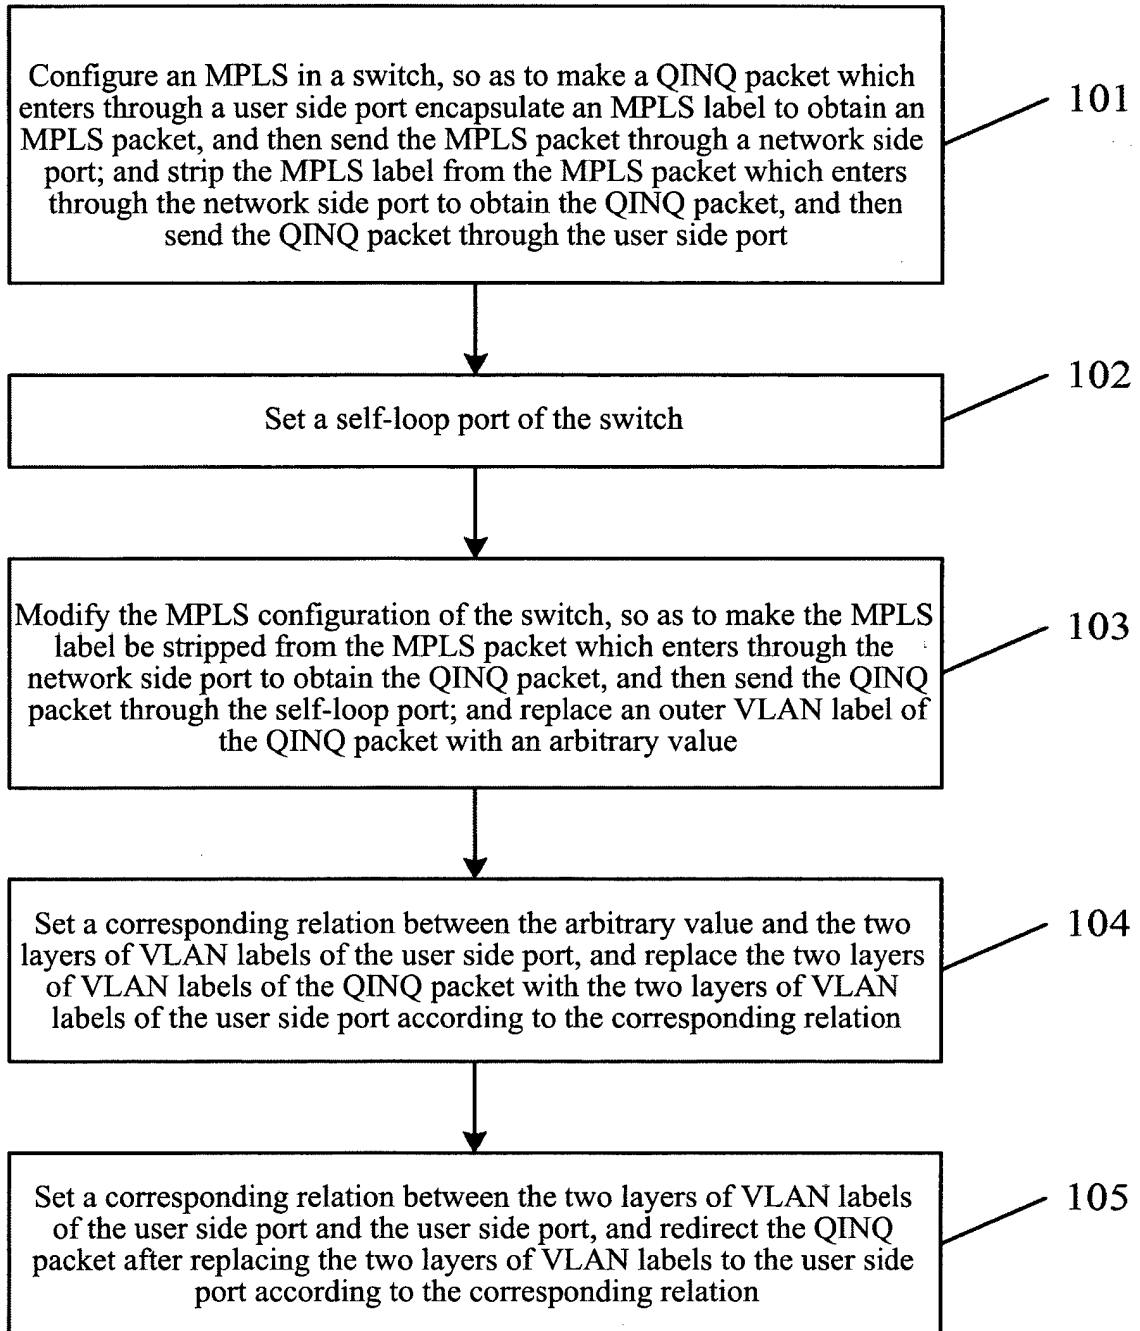 Configure an MPLS in a switch, so as to make a QINQ packet which
enters through a user side port encapsulate an MPLS label to obtain an
MPLS packet, and then send the MPLS packet through a network side
port; and strip the MPLS label from the MPLS packet which enters
through the network side port to obtain the QINQ packet, and then
send the QINQ packet through the user side port
101
Set a self-loop port of the switch
102
Modify the MPLS configuration of the switch, so as to make the MPLS
label be stripped from the MPLS packet which enters through the
network side port to obtain the QINQ packet, and then send the QINQ
packet through the self-loop port; and replace an outer VLAN label of
the QINQ packet with an arbitrary value
103
Set a corresponding relation between the arbitrary value and the two
layers of VLAN labels of the user side port, and replace the two layers
of VLAN labels of the QINQ packet with the two layers of VLAN
labels of the user side port according to the corresponding relation
104
Set a corresponding relation between the two layers of VLAN labels
of the user side port and the user side port, and redirect the QINQ
packet after replacing the two layers of VLAN labels to the user side
port according to the corresponding relation
105